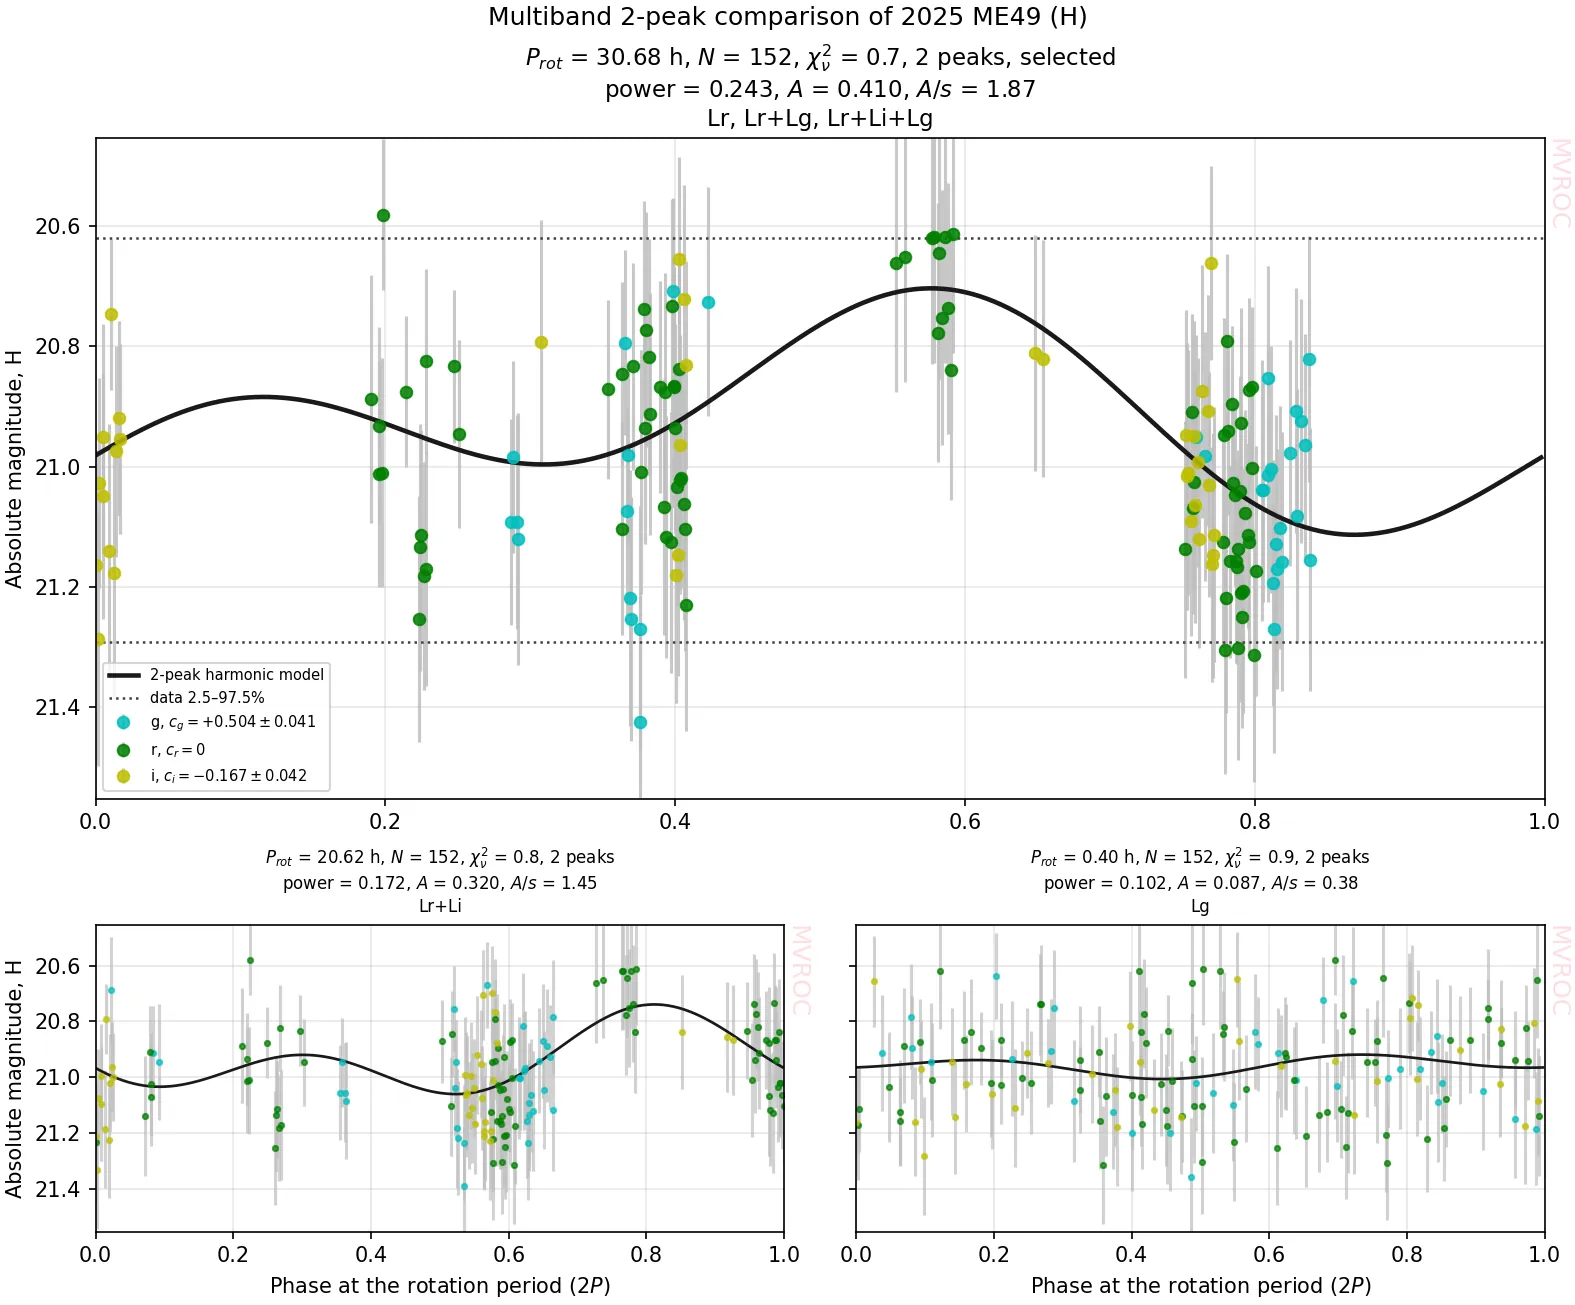 Multiband 2-peak comparison of 2025 ME49 (H)
P_rot = 30.68 h, N = 152, χ²_ν = 0.7, 2 peaks, selected
power = 0.243, A = 0.410, A/s = 1.87
Lr, Lr+Lg, Lr+Li+Lg
MVROC
Absolute magnitude, H
20.6
20.8
21.0
21.2
21.4
2-peak harmonic model
data 2.5–97.5%
g, c_g = +0.504 ± 0.041
r, c_r = 0
i, c_i = −0.167 ± 0.042
0.0 0.2 0.4 0.6 0.8 1.0
P_rot = 20.62 h, N = 152, χ²_ν = 0.8, 2 peaks
power = 0.172, A = 0.320, A/s = 1.45
Lr+Li
MVROC
Absolute magnitude, H
20.6
20.8
21.0
21.2
21.4
0.0 0.2 0.4 0.6 0.8 1.0
Phase at the rotation period (2P)
P_rot = 0.40 h, N = 152, χ²_ν = 0.9, 2 peaks
power = 0.102, A = 0.087, A/s = 0.38
Lg
MVROC
0.0 0.2 0.4 0.6 0.8 1.0
Phase at the rotation period (2P)